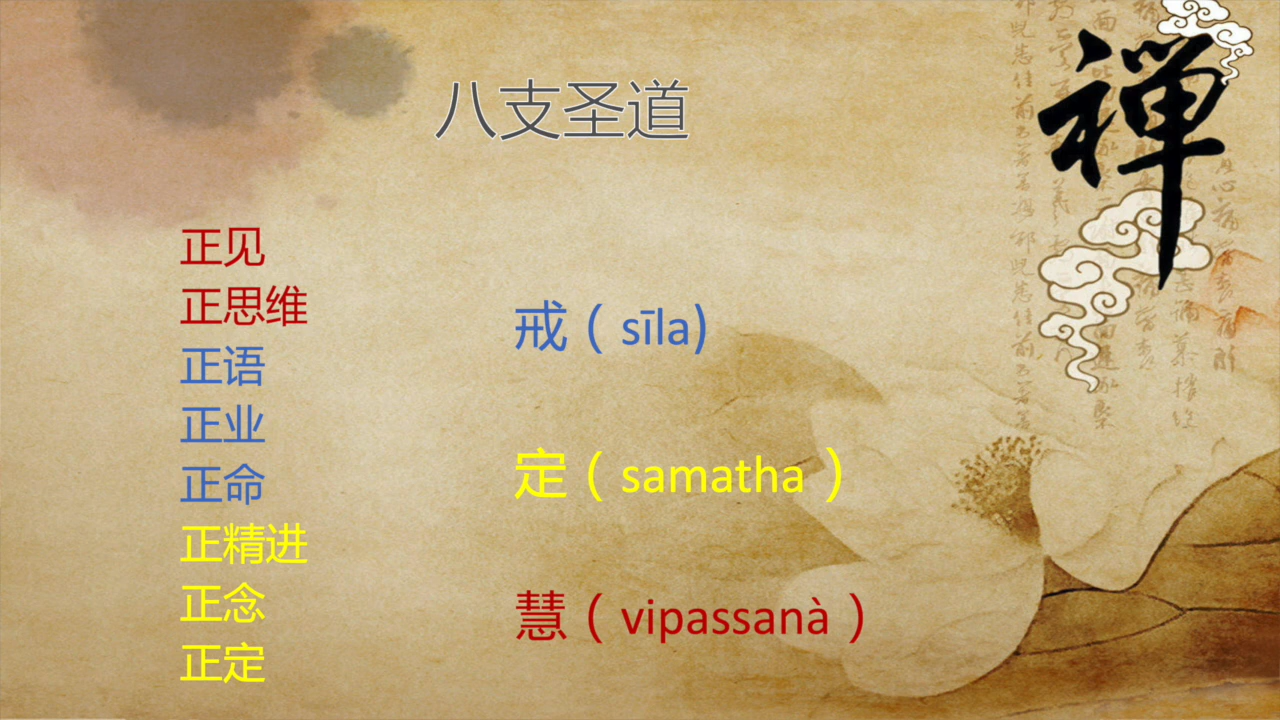 八支圣道
禅
正见
正思维
正语
正业
正命
正精进
正念
正定
戒（sīla)
定（samatha）
慧（vipassanà）